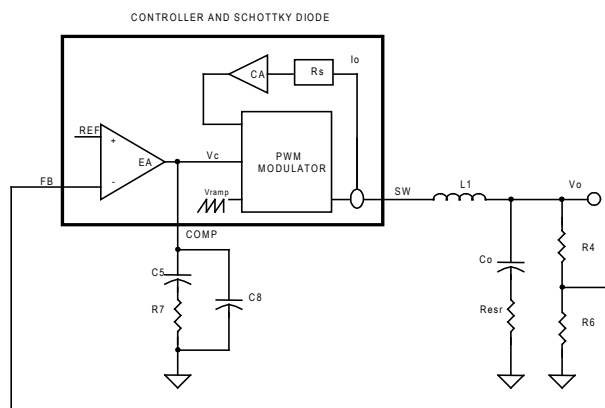 CONTROLLER AND SCHOTTKY DIODE
Io
CA
Rs
REF
+
EA
-
Vc
PWM
MODULATOR
FB
Vramp
SW
L1
Vo
COMP
R4
C5
Co
C8
R7
Resr
R6